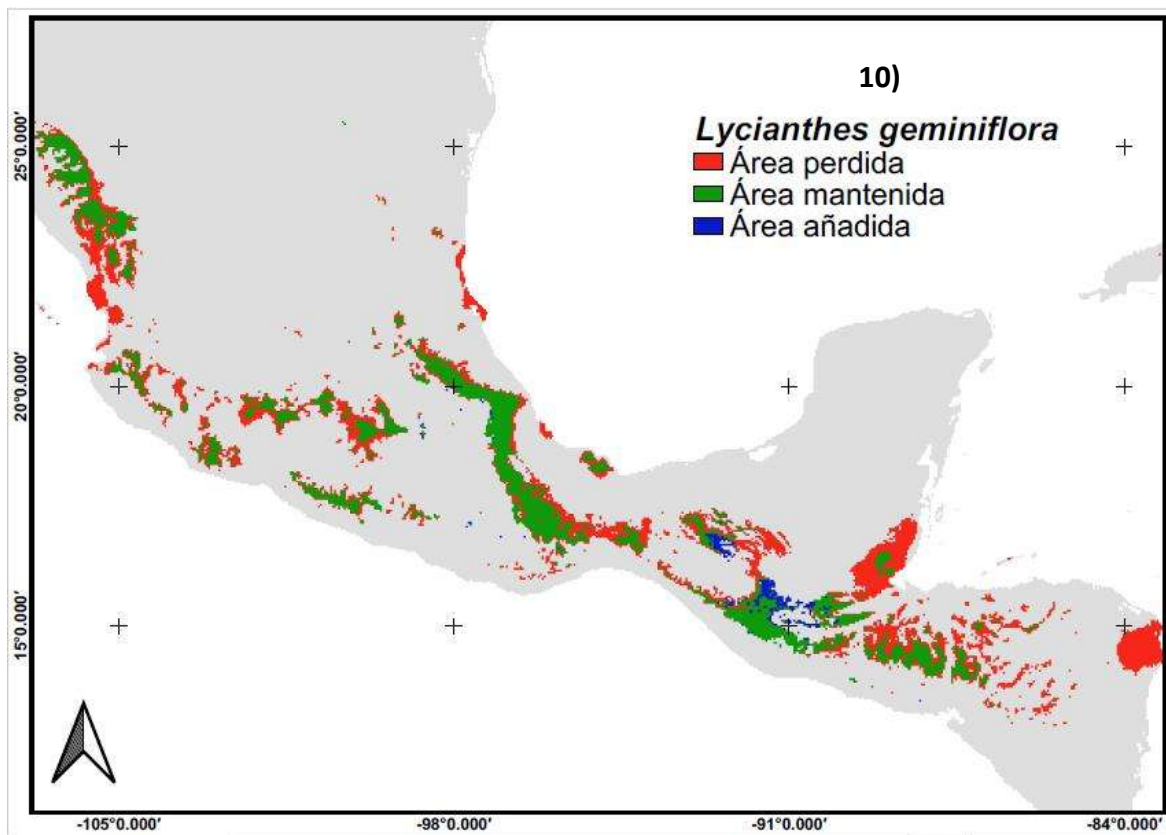 10)
Lycianthes geminiflora
Área perdida
Área mantenida
Área añadida
25°0.000′
20°0.000′
15°0.000′
-105°0.000′
-98°0.000′
-91°0.000′
-84°0.000′